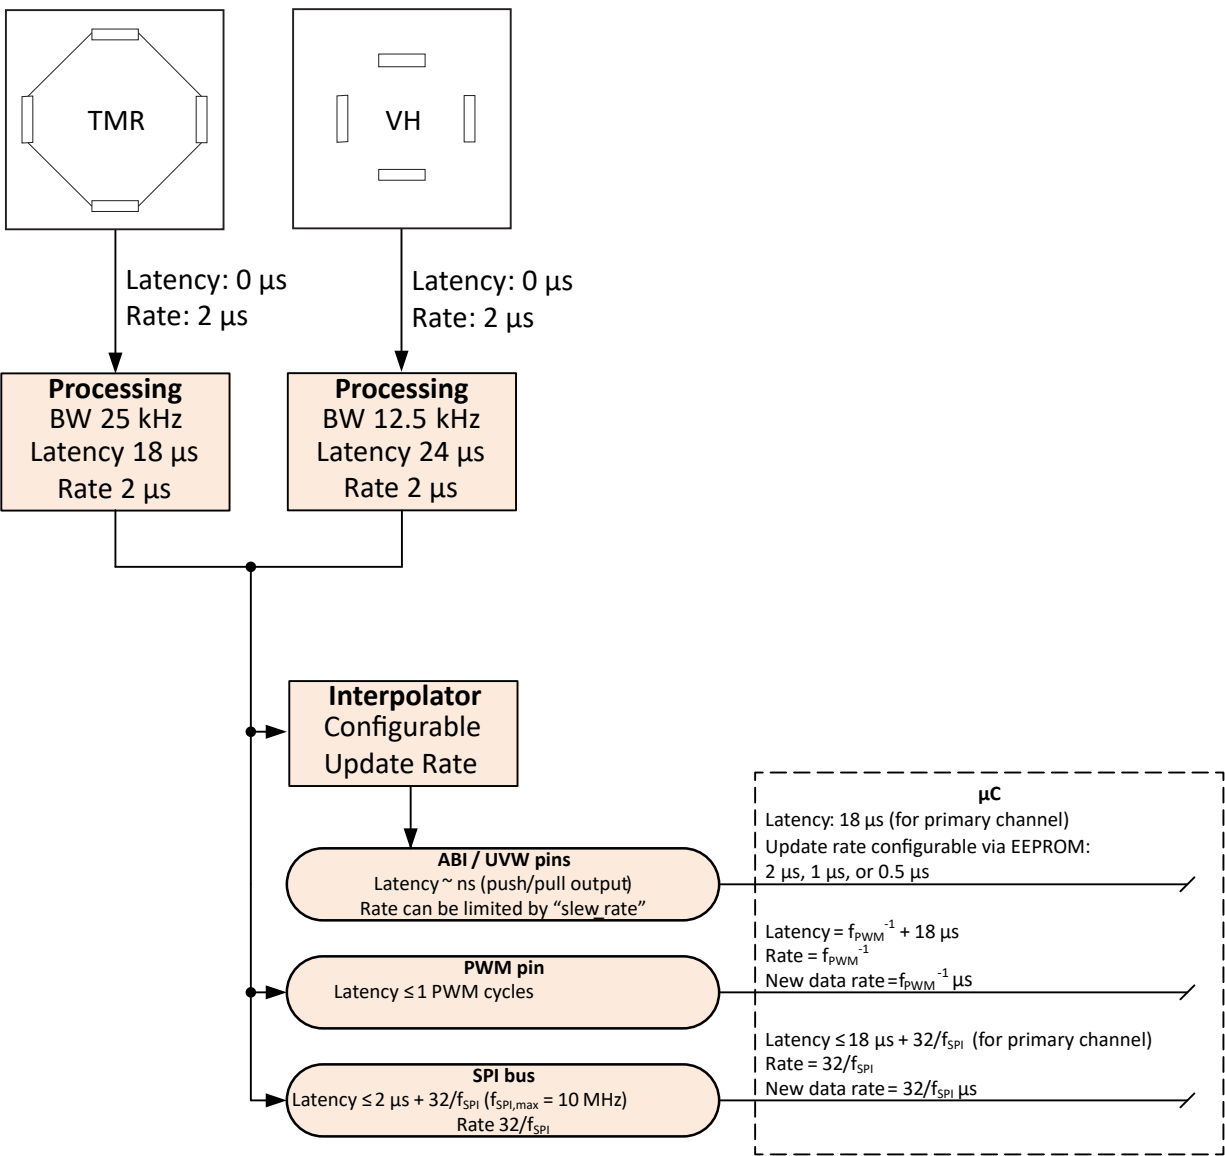 TMR
VH
Latency: 0 µs
Rate: 2 µs
Latency: 0 µs
Rate: 2 µs
Processing
BW 25 kHz
Latency 18 µs
Rate 2 µs
Processing
BW 12.5 kHz
Latency 24 µs
Rate 2 µs
Interpolator
Configurable
Update Rate
ABI / UVW pins
Latency ~ ns (push/pull output)
Rate can be limited by “slew_rate”
PWM pin
Latency ≤ 1 PWM cycles
SPI bus
Latency ≤ 2 µs + 32/fSPI (fSPI,max = 10 MHz)
Rate 32/fSPI
µC
Latency: 18 µs (for primary channel)
Update rate configurable via EEPROM:
2 µs, 1 µs, or 0.5 µs
Latency = fPWM-1 + 18 µs
Rate = fPWM-1
New data rate = fPWM-1 µs
Latency ≤ 18 µs + 32/fSPI (for primary channel)
Rate = 32/fSPI
New data rate = 32/fSPI µs